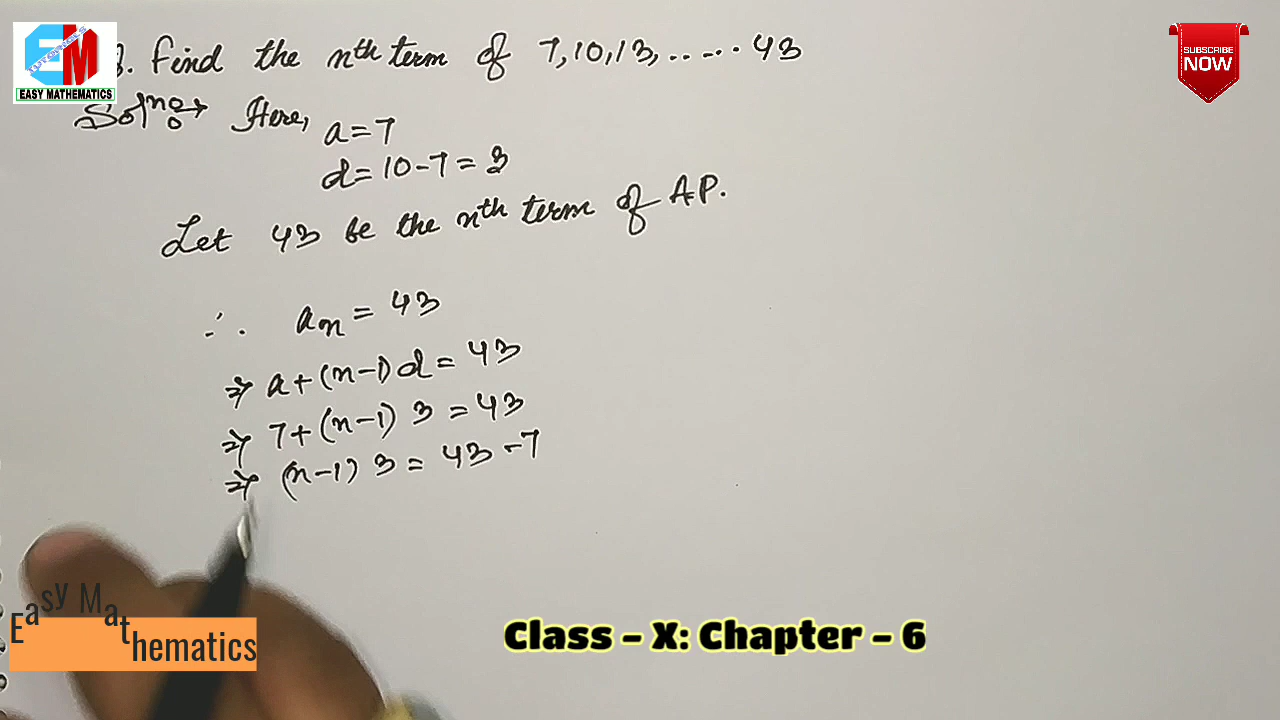 Q. Find the nth term of 7, 10, 13, ..... 43
EM
EASY MATHEMATICS
SUBSCRIBE
NOW
Solno→ Here, a = 7
d = 10 - 7 = 3
Let 43 be the nth term of AP.
∴ an = 43
⇒ a + (n-1) d = 43
⇒ 7 + (n-1) 3 = 43
⇒ (n-1) 3 = 43 - 7
Easy Mathematics
Class – X: Chapter – 6